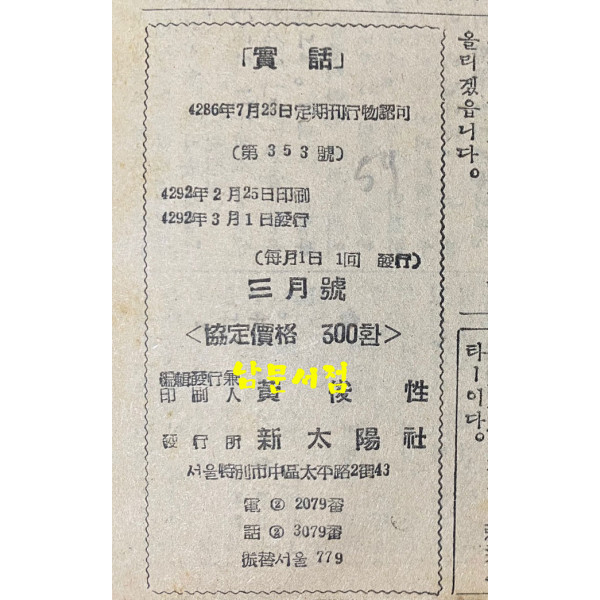 「實話」
4286年7月23日定期刊行物認可
(第353號)
4292年2月25日印刷
4292年3月1日發行
(每月1日 1回 發行)
三月號
<協定價格 300환>
編輯發行兼
印刷人 黃俊性
남문서점
發行所 新太陽社
서울特別市中區太平路2街43
電②2079番
話②3079番
振替서울 779
올리겠읍니다。
타ー이다。
54